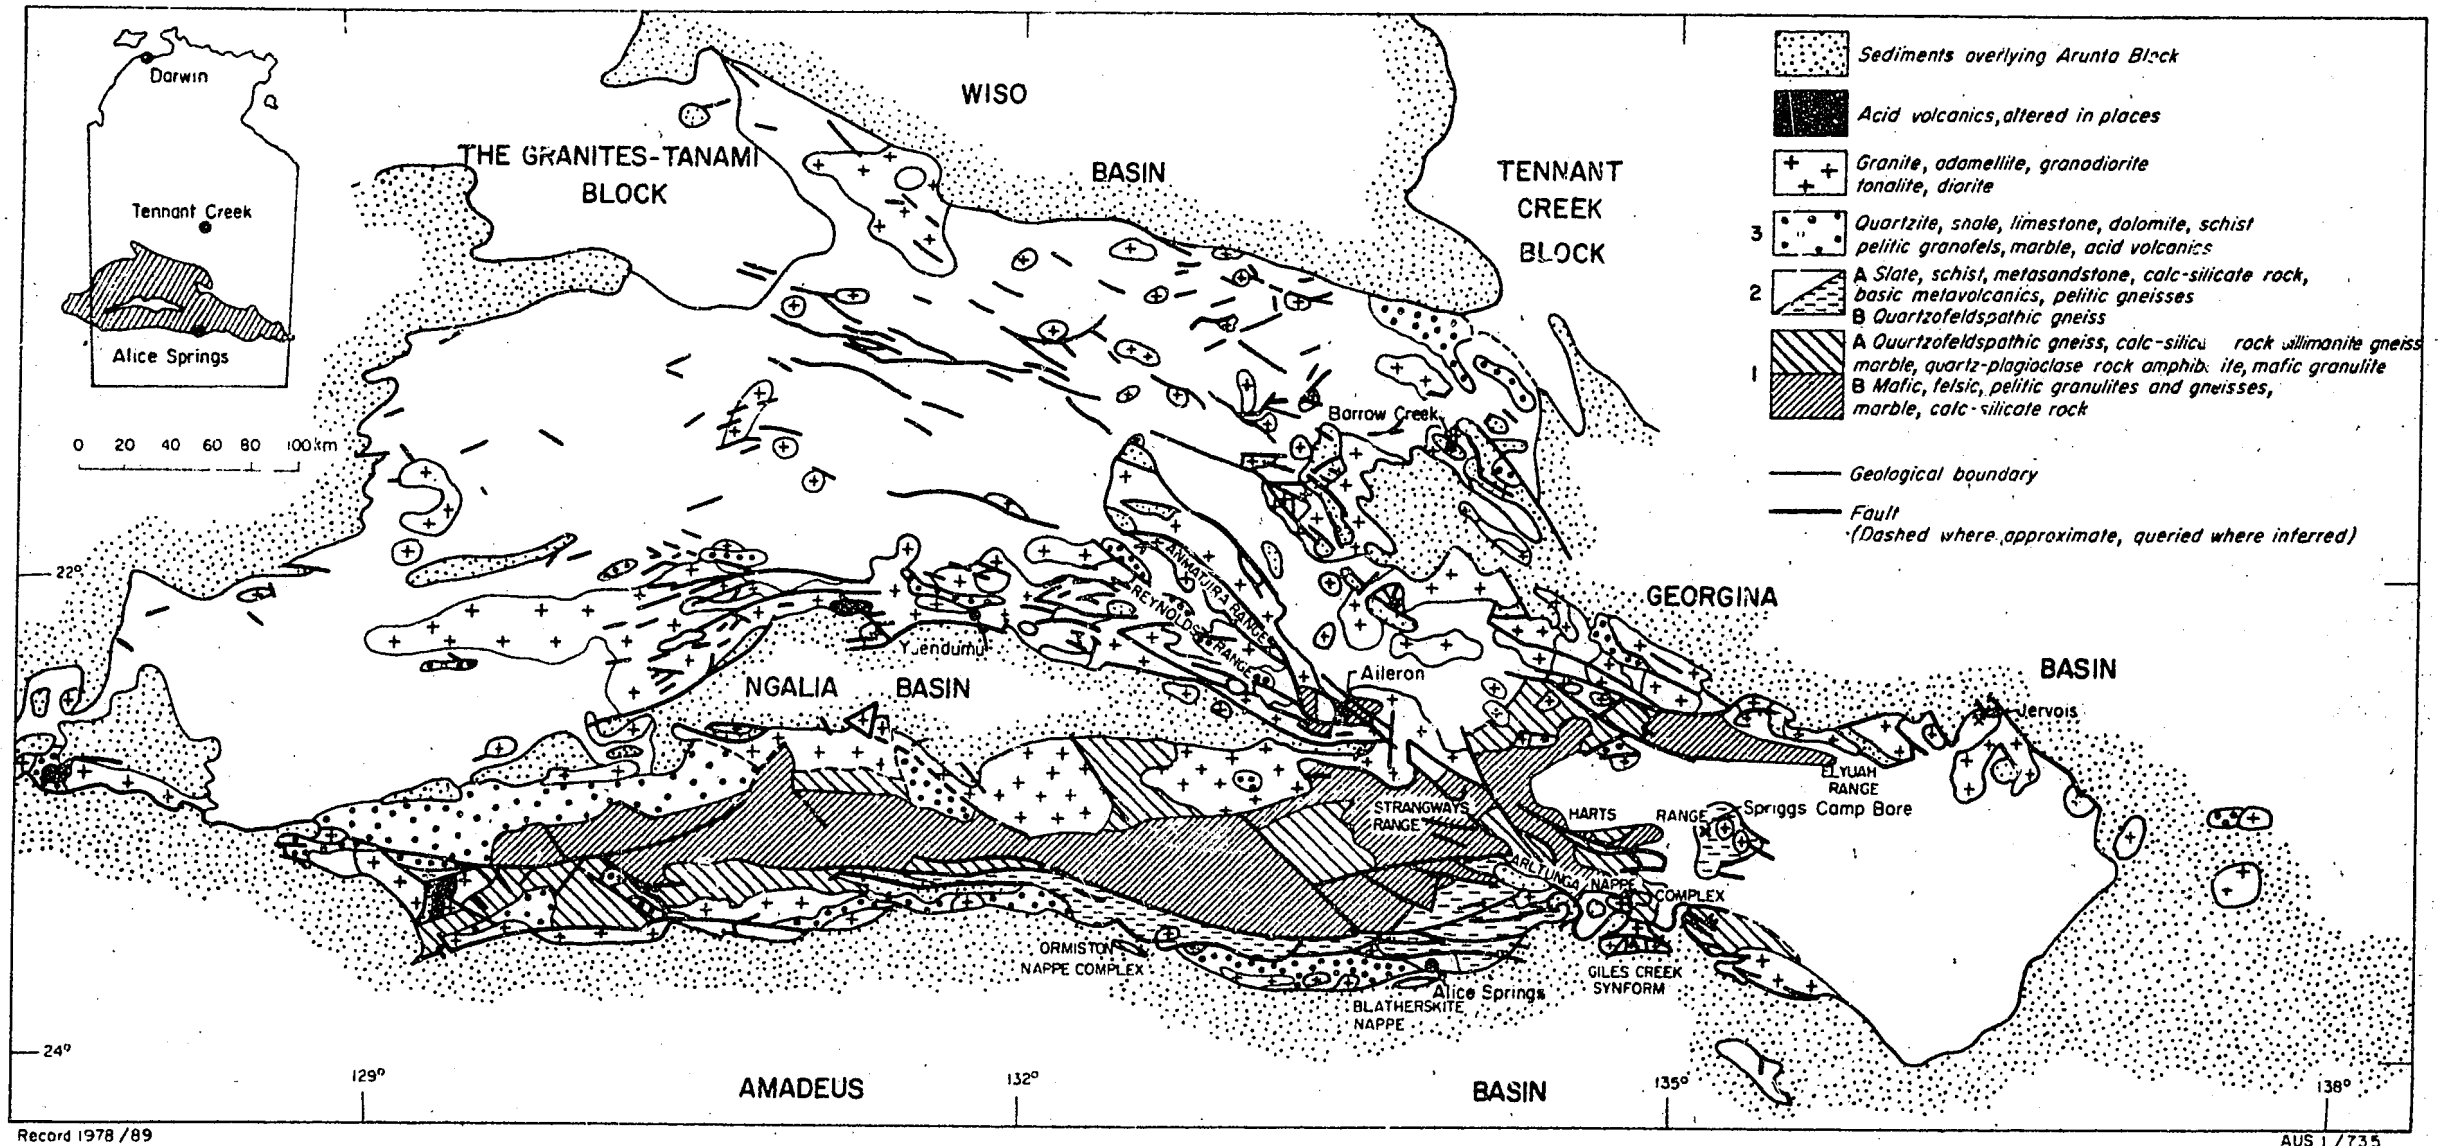 Darwin
Tennant Creek
Alice Springs
0 20 40 60 80 100 km
WISO
BASIN
THE GRANITES-TANAMI
BLOCK
TENNANT
CREEK
BLOCK
Sediments overlying Arunta Block
Acid volcanics, altered in places
Granite, adamellite, granodiorite
tonalite, diorite
3
Quartzite, shale, limestone, dolomite, schist
pelitic granofels, marble, acid volcanics
2
A Slate, schist, metasandstone, calc-silicate rock,
basic metavolcanics, pelitic gneisses
B Quartzofeldspathic gneiss
1
A Quartzofeldspathic gneiss, calc-silica rock sillimanite gneiss
marble, quartz-plagioclase rock amphib ite, mafic granulite
B Mafic, felsic, pelitic granulites and gneisses,
marble, calc-silicate rock
Geological boundary
Fault
(Dashed where approximate, queried where inferred)
Barrow Creek
22°
ANMATJIRA RANGE
REYNOLDS RANGE
Yuendumu
NGALIA BASIN
Aileron
GEORGINA
BASIN
Jervois
ELYUAH
RANGE
STRANGWAYS
RANGE
HARTS RANGE
Spriggs Camp Bore
ARLTUNGA NAPPE COMPLEX
ORMISTON
NAPPE COMPLEX
GILES CREEK
SYNFORM
Alice Springs
BLATHERSKITE
NAPPE
24°
129°
132°
135°
138°
AMADEUS
BASIN
Record 1978/89
AUS 1/735